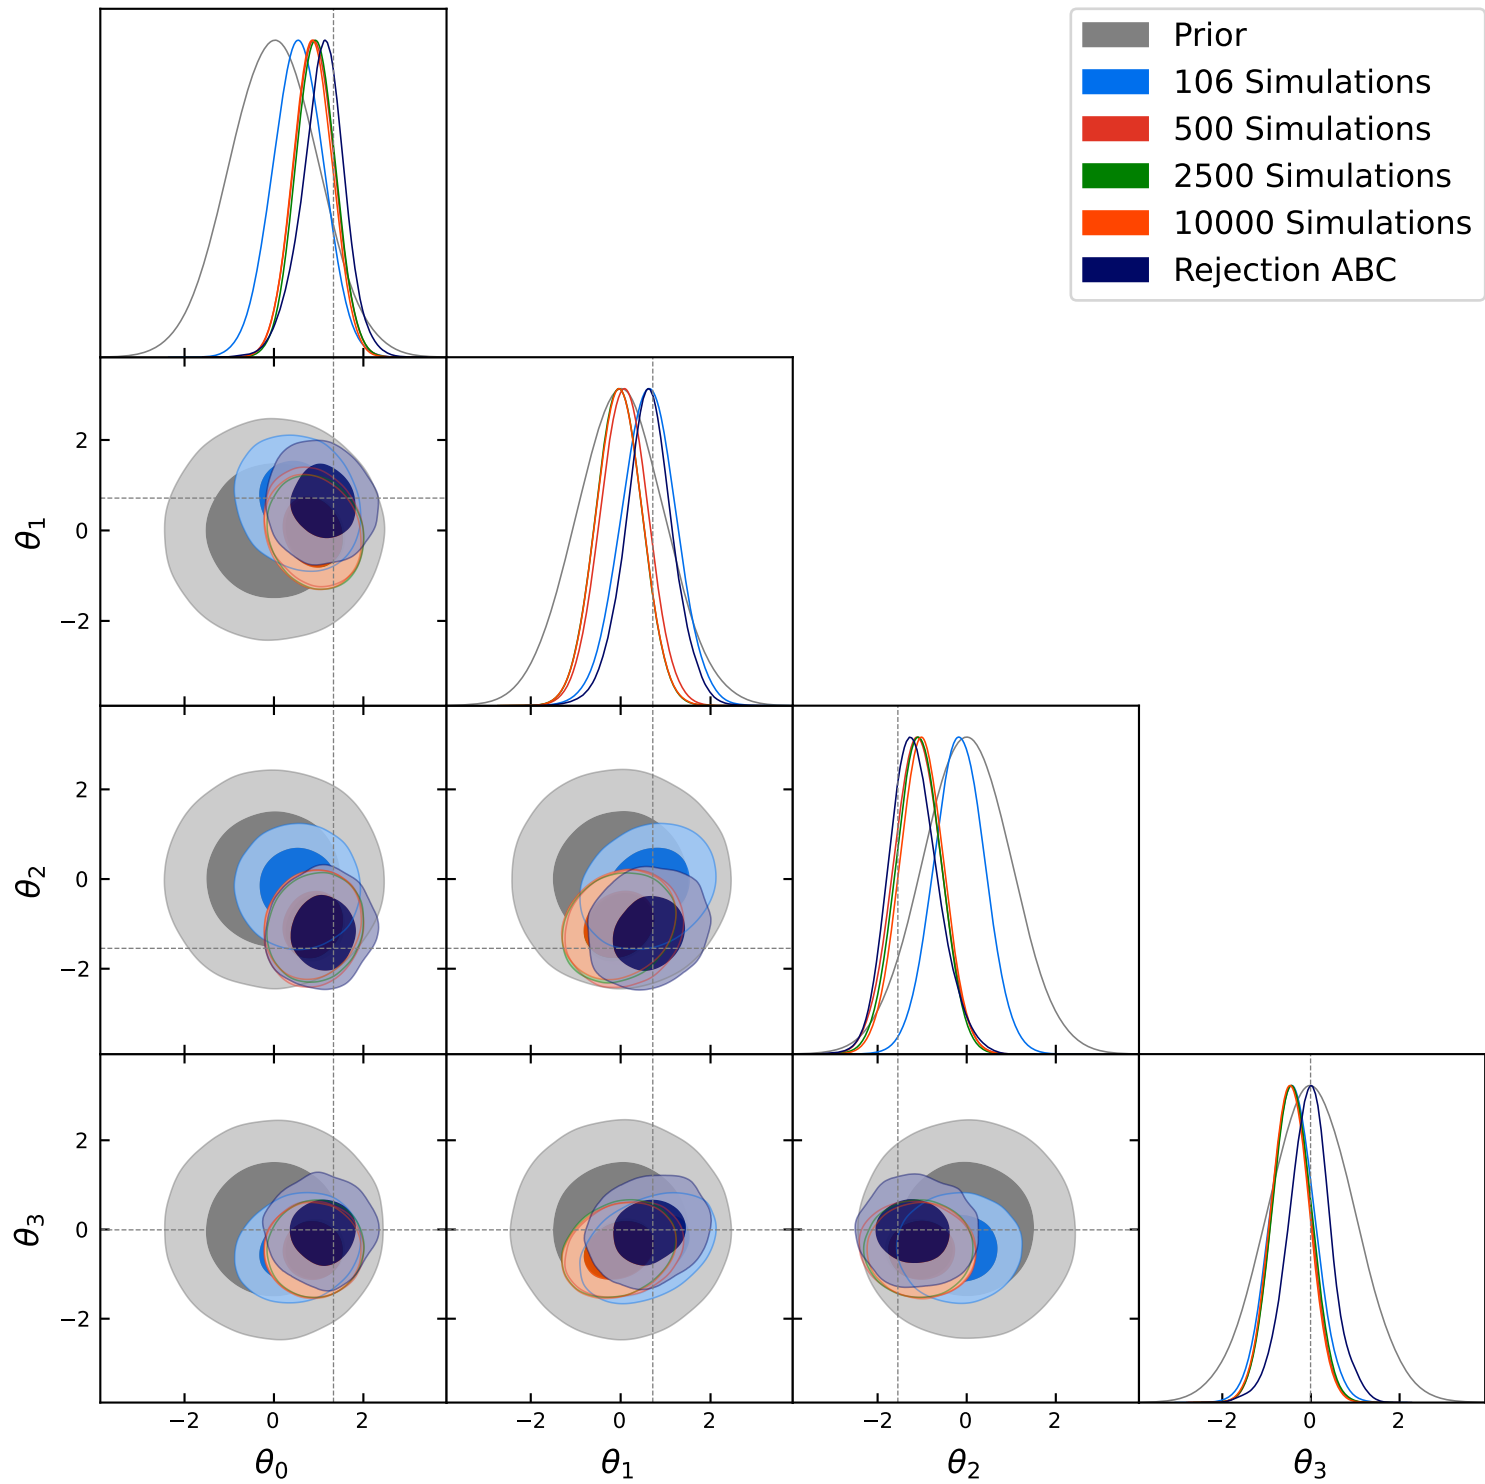 Prior
106 Simulations
500 Simulations
2500 Simulations
10000 Simulations
Rejection ABC
θ₁
2
0
−2
θ₂
2
0
−2
θ₃
2
0
−2
−2 0 2
−2 0 2
−2 0 2
−2 0 2
θ₀
θ₁
θ₂
θ₃